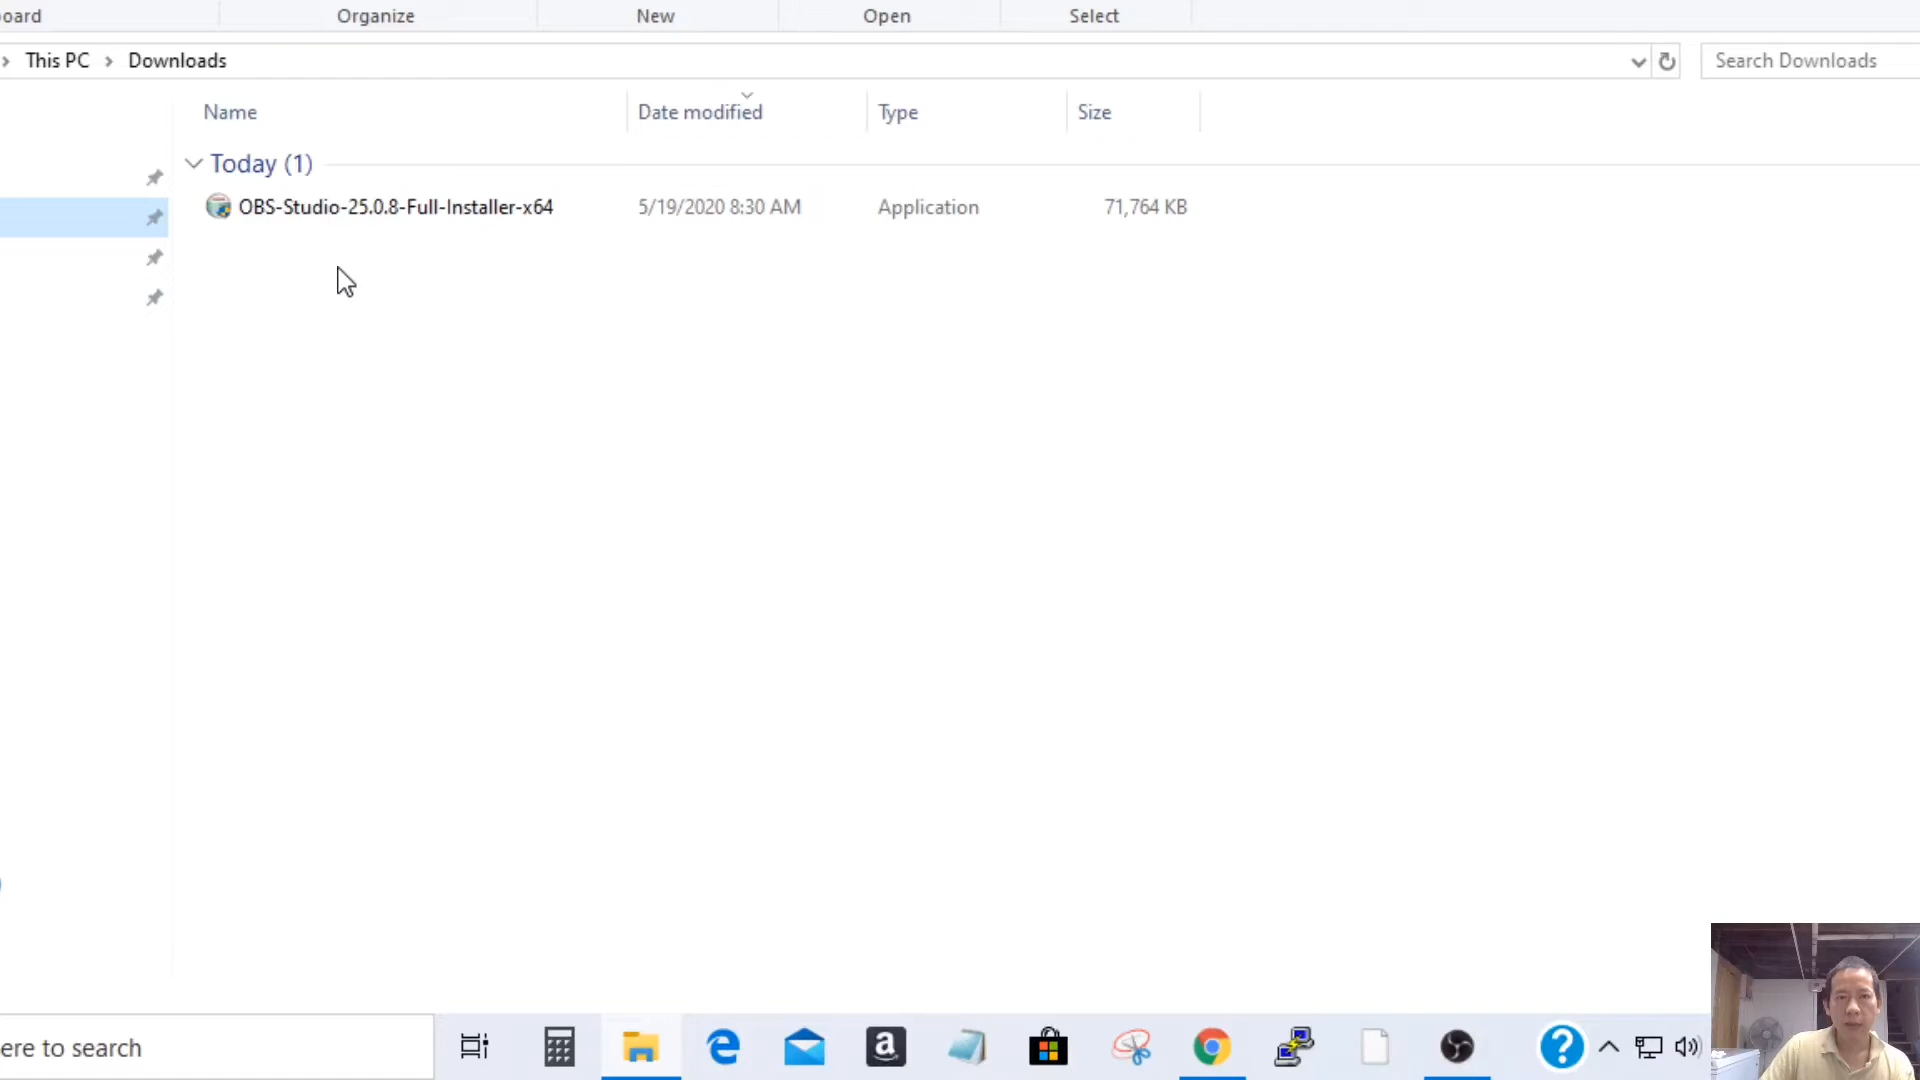 oard Organize New Open Select
This PC Downloads Search Downloads
Name Date modified Type Size
Today (1)
OBS-Studio-25.0.8-Full-Installer-x64 5/19/2020 8:30 AM Application 71,764 KB
ere to search